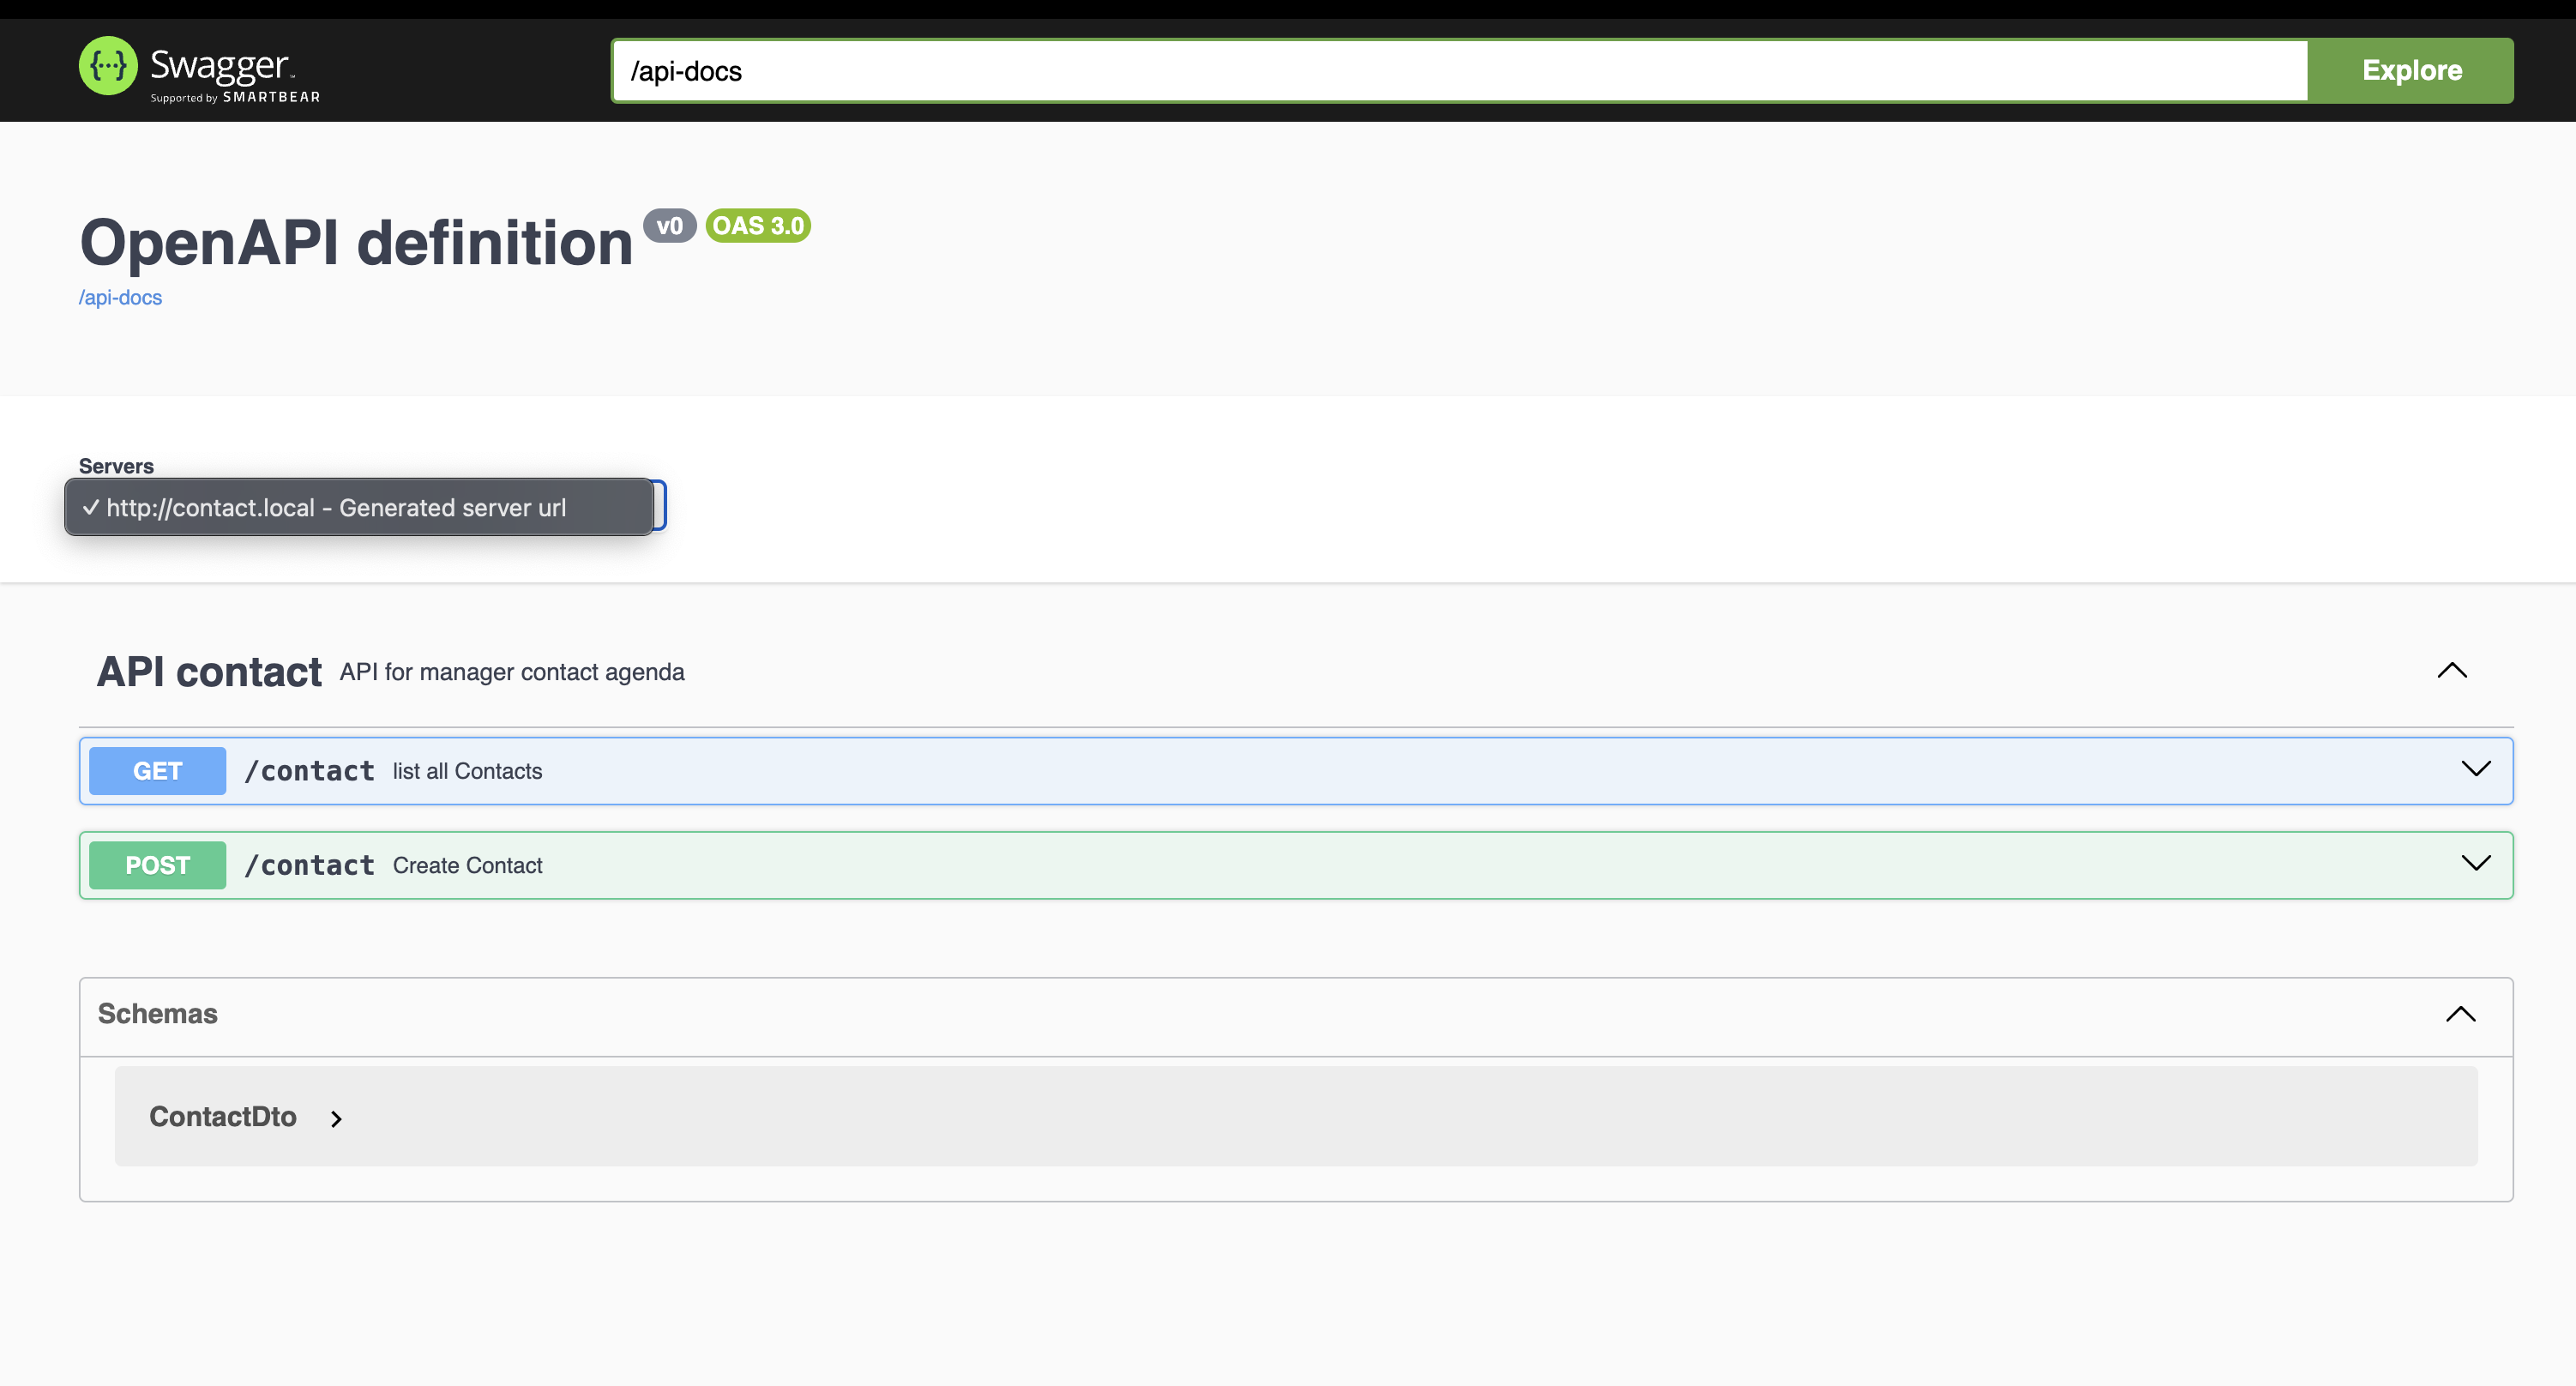 {···} Swagger™
Supported by SMARTBEAR
/api-docs
Explore
OpenAPI definition v0 OAS 3.0
/api-docs
Servers
✓ http://contact.local - Generated server url
API contact API for manager contact agenda
GET /contact list all Contacts
POST /contact Create Contact
Schemas
ContactDto